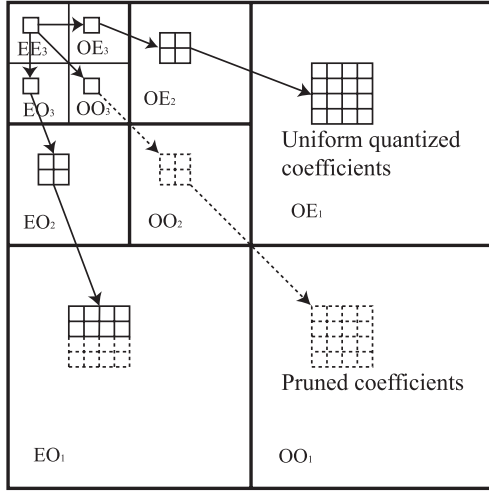 EE₃ OE₃
EO₃ OO₃
OE₂
Uniform quantized
coefficients
OE₁
EO₂
OO₂
Pruned coefficients
EO₁
OO₁